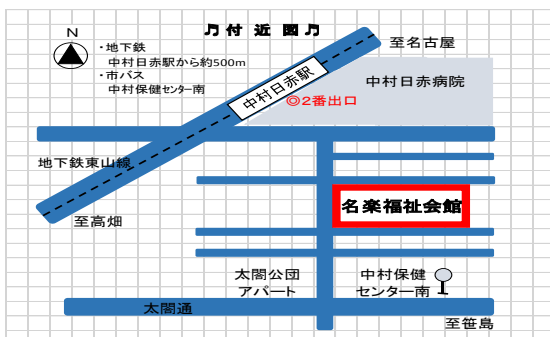 ♬付 近 図♬
N
・地下鉄
中村日赤駅から約500m
・市バス
中村保健センター南
至名古屋
中村日赤駅
中村日赤病院
◎2番出口
地下鉄東山線
至高畑
名楽福祉会館
太閤公団
アパート
中村保健
センター南
太閤通
至笹島